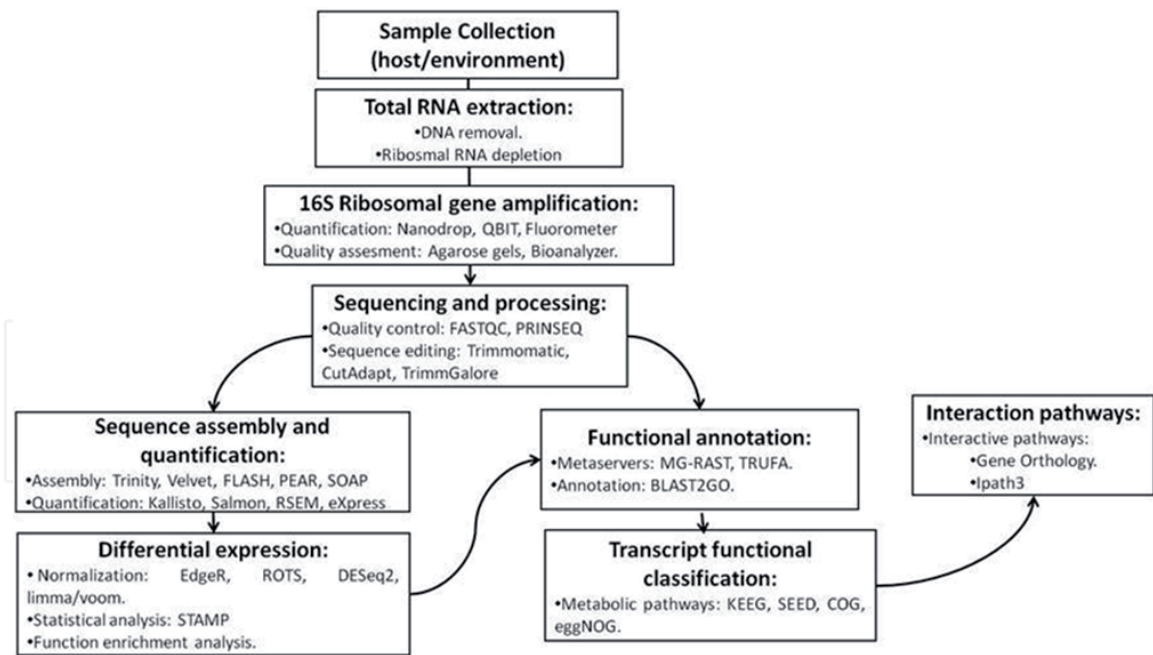 Sample Collection
(host/environment)
Total RNA extraction:
•DNA removal.
•Ribosmal RNA depletion
16S Ribosomal gene amplification:
•Quantification: Nanodrop, QBIT, Fluorometer
•Quality assesment: Agarose gels, Bioanalyzer.
Sequencing and processing:
•Quality control: FASTQC, PRINSEQ
•Sequence editing: Trimmomatic,
CutAdapt, TrimmGalore
Sequence assembly and
quantification:
•Assembly: Trinity, Velvet, FLASH, PEAR, SOAP
•Quantification: Kallisto, Salmon, RSEM, eXpress
Differential expression:
• Normalization: EdgeR, ROTS, DESeq2,
limma/voom.
•Statistical analysis: STAMP
•Function enrichment analysis.
Functional annotation:
•Metaservers: MG-RAST, TRUFA.
•Annotation: BLAST2GO.
Transcript functional
classification:
•Metabolic pathways: KEEG, SEED, COG,
eggNOG.
Interaction pathways:
•Interactive pathways:
•Gene Orthology.
•Ipath3